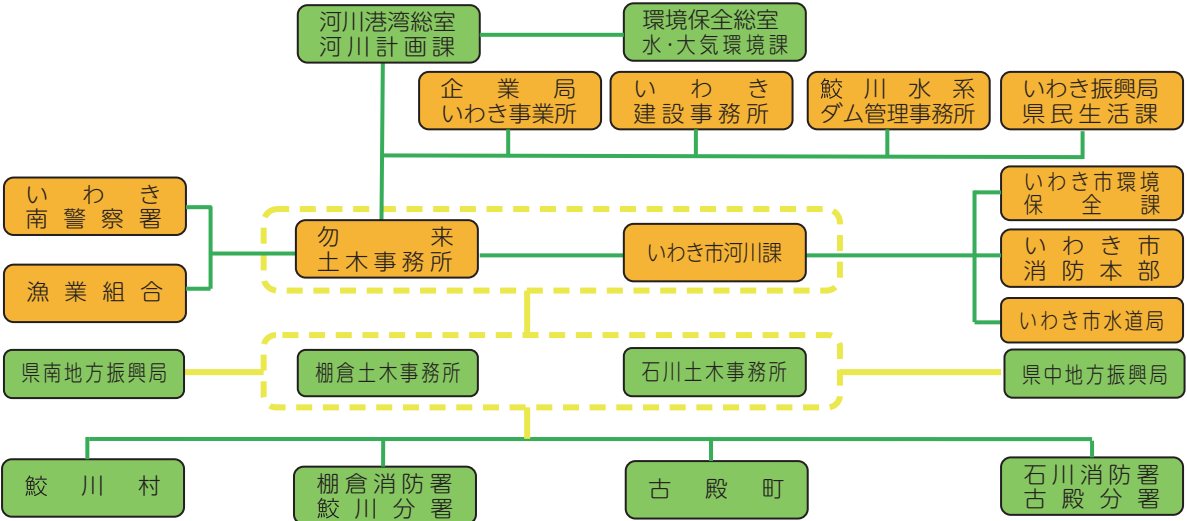 河川港湾総室
河川計画課
環境保全総室
水・大気環境課
企業局
いわき事業所
いわき
建設事務所
鮫川水系
ダム管理事務所
いわき振興局
県民生活課
いわき
南警察署
漁業組合
勿来
土木事務所
いわき市河川課
いわき市環境
保全課
いわき市
消防本部
いわき市水道局
県南地方振興局
棚倉土木事務所
石川土木事務所
県中地方振興局
鮫川村
棚倉消防署
鮫川分署
古殿町
石川消防署
古殿分署